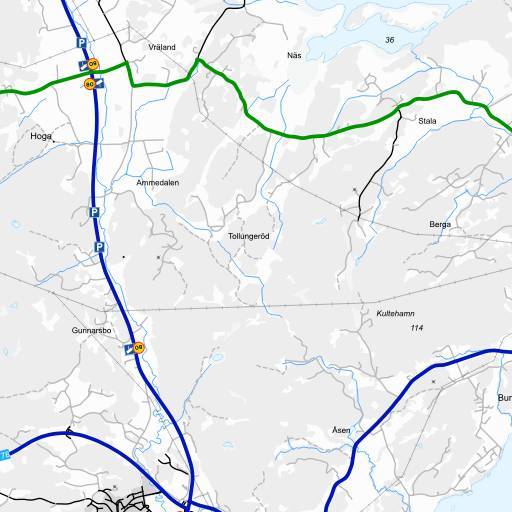 36
P
Vräland
Näs
Stala
Hoga
Ammedalen
P
Berga
Tollungeröd
P
Kultehamn
114
Gunnarsbo
Bur
Åsen